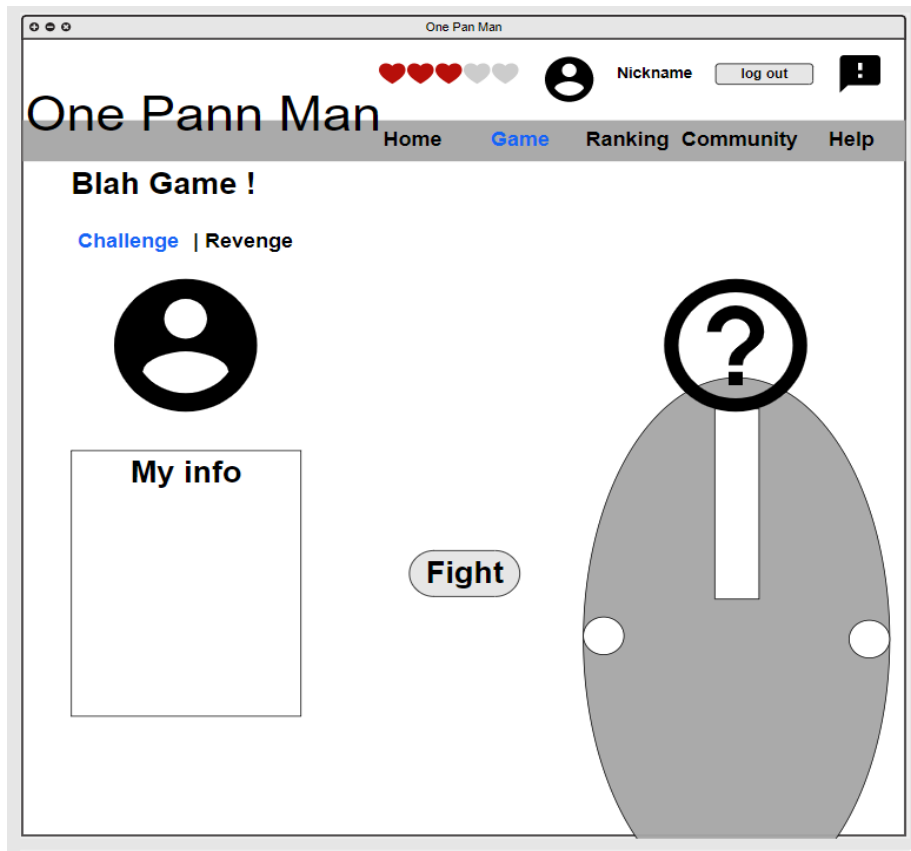 One Pan Man
Nickname
log out
One Pann Man
Home Game Ranking Community Help
Blah Game !
Challenge | Revenge
?
My info
Fight